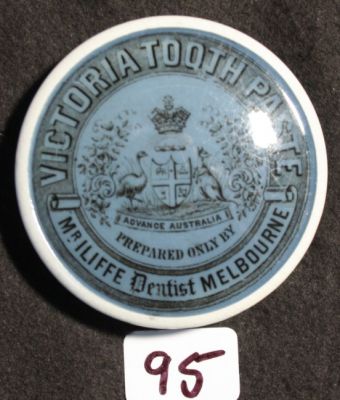 VICTORIA TOOTH PASTE
ADVANCE AUSTRALIA
PREPARED ONLY BY
MR ILIFFE Dentist MELBOURNE
95